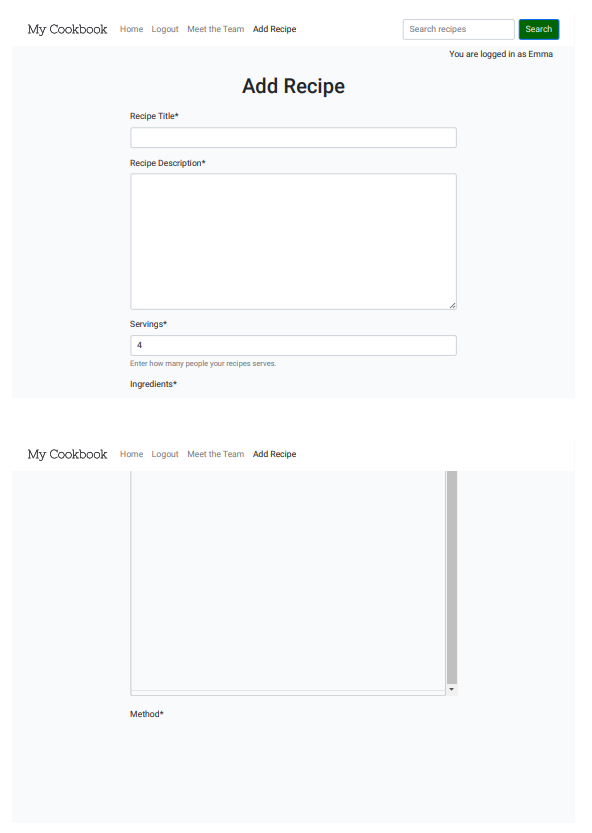 My Cookbook Home Logout Meet the Team Add Recipe Search recipes Search
You are logged in as Emma
Add Recipe
Recipe Title*
Recipe Description*
Servings*
4
Enter how many people your recipes serves.
Ingredients*
My Cookbook Home Logout Meet the Team Add Recipe
Method*